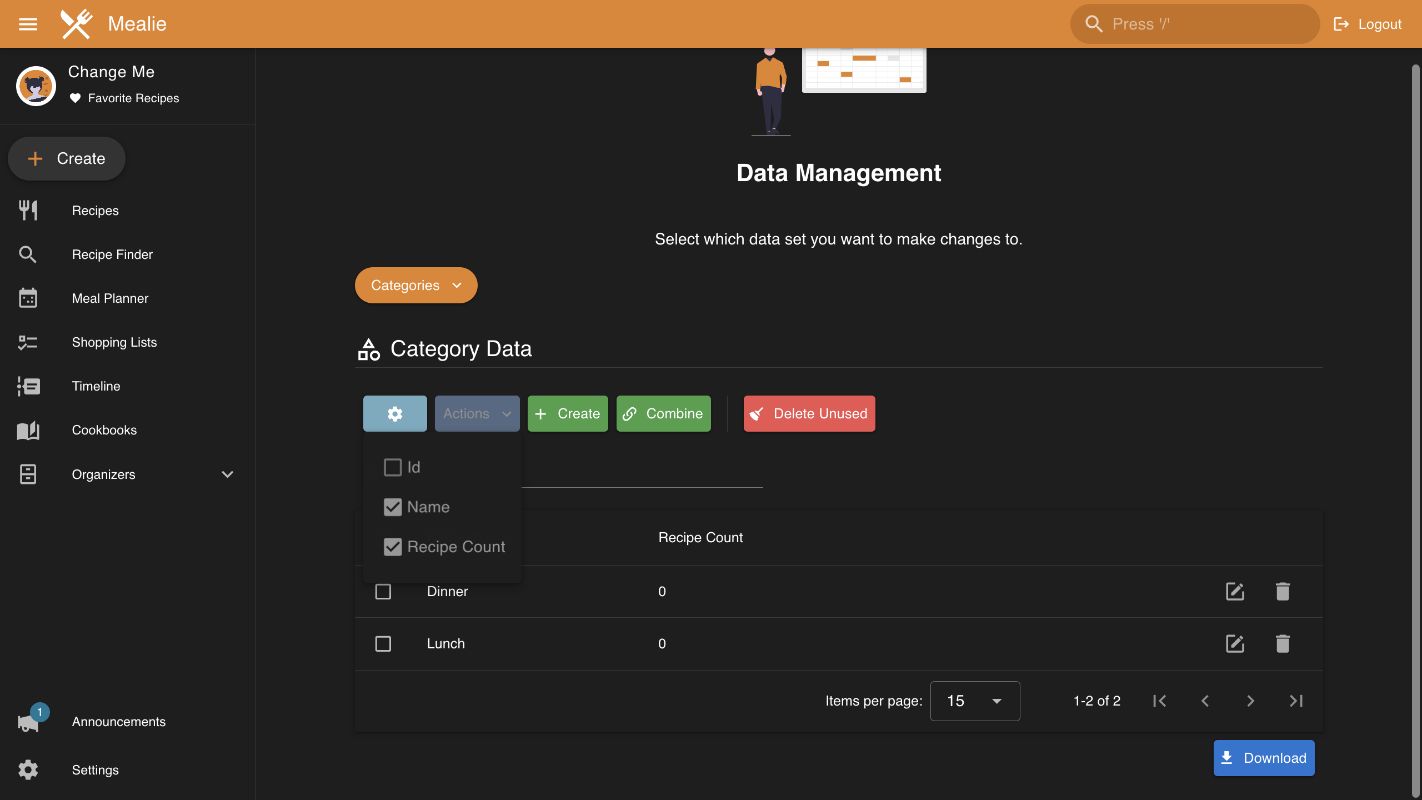 Mealie
Press '/'
Logout
Change Me
Favorite Recipes
Create
Recipes
Recipe Finder
Meal Planner
Shopping Lists
Timeline
Cookbooks
Organizers
1
Announcements
Settings
Data Management
Select which data set you want to make changes to.
Categories
Category Data
Actions
Create
Combine
Delete Unused
Id
Name
Recipe Count
Recipe Count
Dinner 0
Lunch 0
Items per page: 15 1-2 of 2
Download